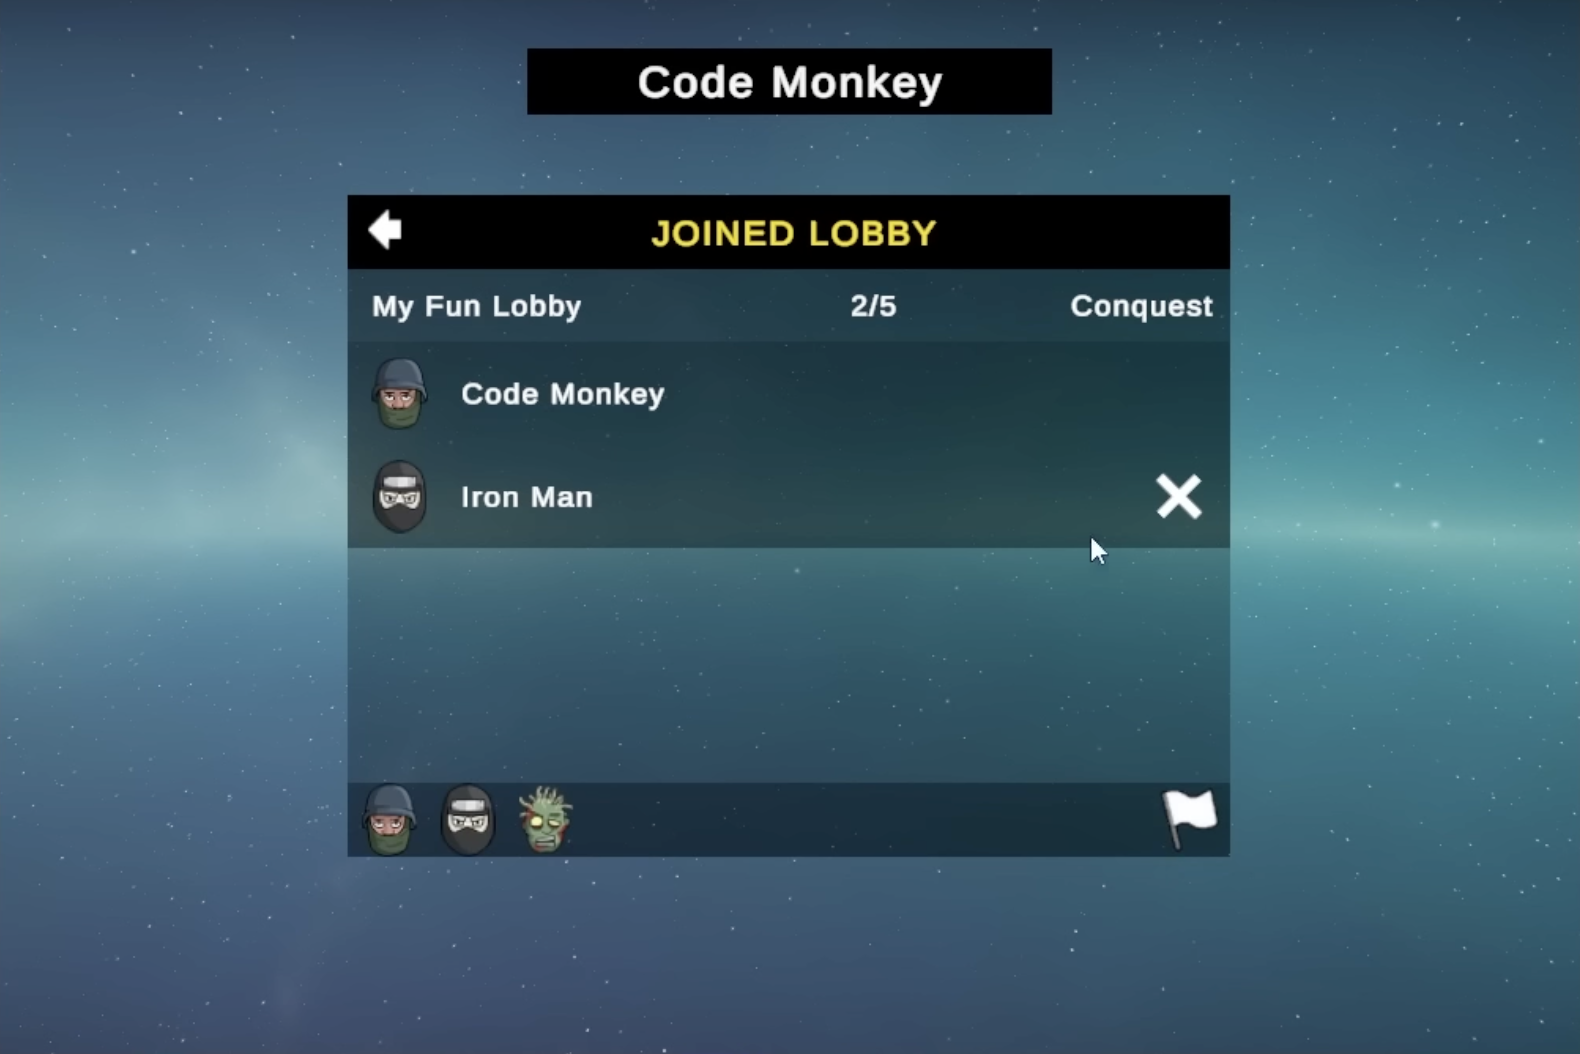 Code Monkey
JOINED LOBBY
My Fun Lobby 2/5 Conquest
Code Monkey
Iron Man